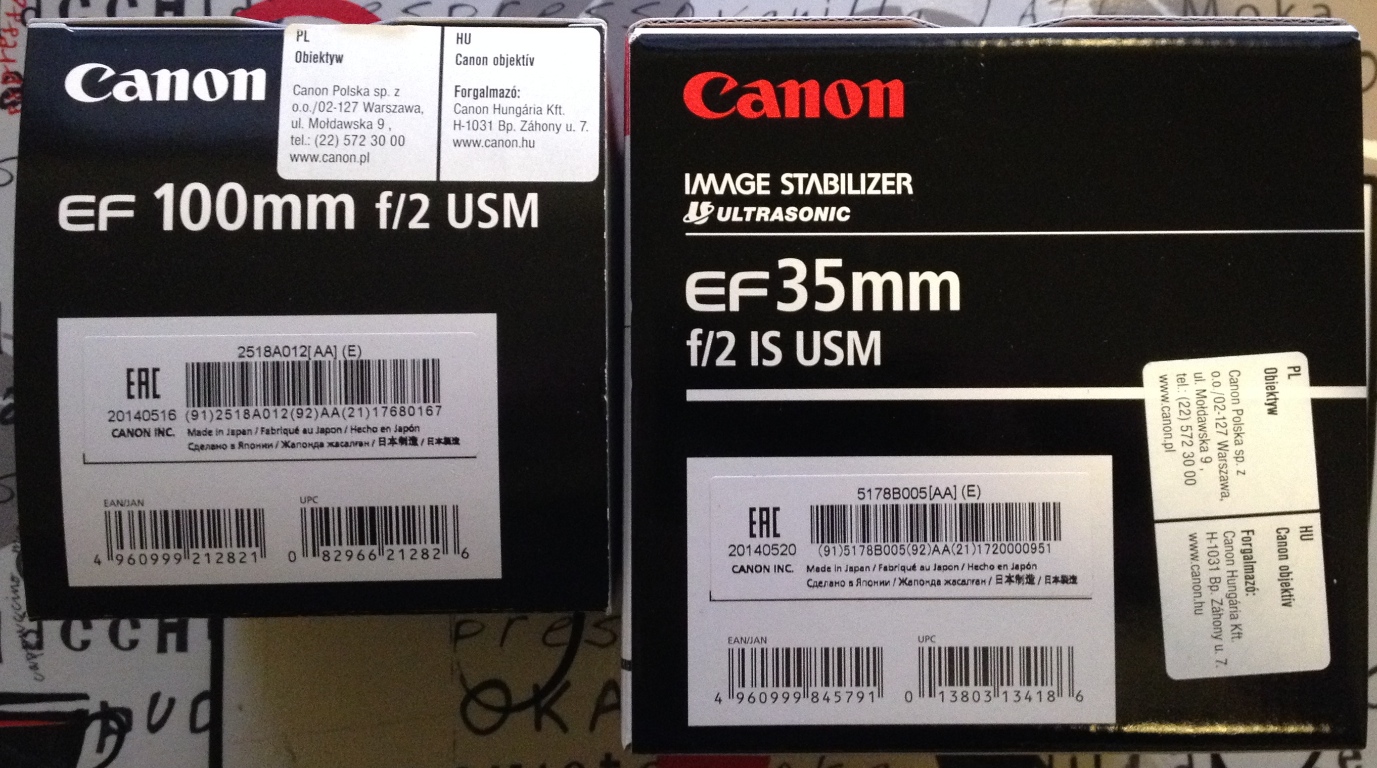 Canon
PL
Obiektyw
Canon Polska sp. z
o.o./02-127 Warszawa,
ul. Mołdawska 9 ,
tel.: (22) 572 30 00
www.canon.pl
HU
Canon objektív
Forgalmazó:
Canon Hungária Kft.
H-1031 Bp. Záhony u. 7.
www.canon.hu
EF 100mm f/2 USM
2518A012[AA] (E)
EAC
20140516 (91)2518A012(92)AA(21)17680167
CANON INC. Made in Japan / Fabriqué au Japon / Hecho en Japón
Сделано в Японии / Жапонда жасалған / 日本制造 / 日本製造
EAN/JAN
4 960999 212821
UPC
0 82966 21282 6
Canon
IMAGE STABILIZER
ULTRASONIC
EF 35mm
f/2 IS USM
5178B005[AA] (E)
EAC
20140520 (91)5178B005(92)AA(21)1720000951
CANON INC. Made in Japan / Fabriqué au Japon / Hecho en Japón
Сделано в Японии / Жапонда жасалған / 日本制造 / 日本製造
EAN/JAN
4 960999 845791
UPC
0 13803 13418 6
PL
Obiektyw
Canon Polska sp. z
o.o./02-127 Warszawa,
ul. Mołdawska 9 ,
tel.: (22) 572 30 00
www.canon.pl
HU
Canon objektív
Forgalmazó:
Canon Hungária Kft.
H-1031 Bp. Záhony u. 7.
www.canon.hu
Moka
OKA